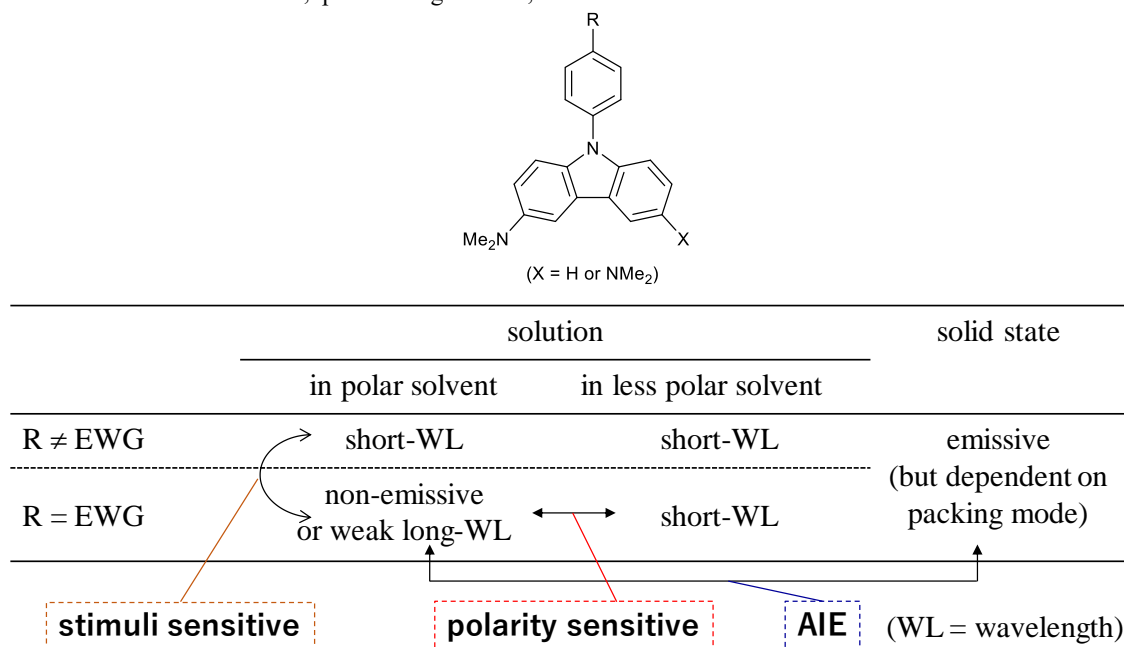 R
N
Me₂N
X
(X = H or NMe₂)
solution solid state
in polar solvent in less polar solvent
R ≠ EWG short-WL short-WL emissive
(but dependent on
packing mode)
R = EWG non-emissive
or weak long-WL short-WL
stimuli sensitive polarity sensitive AIE (WL = wavelength)